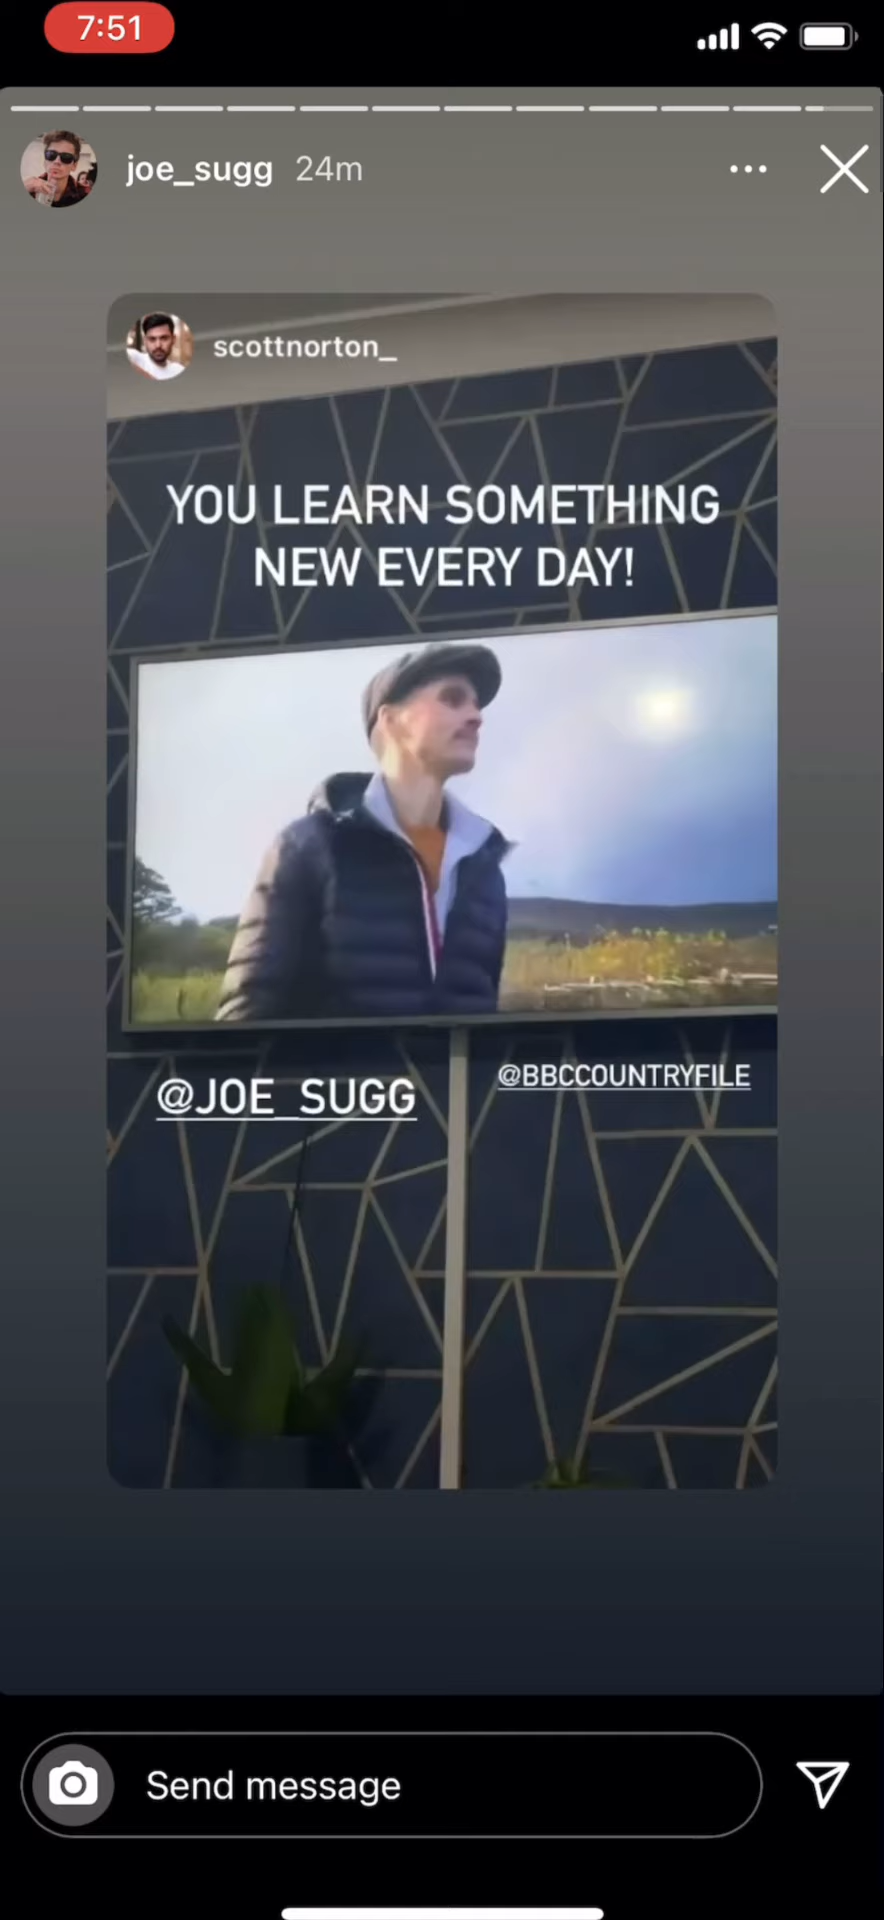 7:51
joe_sugg 24m
scottnorton_
YOU LEARN SOMETHING
NEW EVERY DAY!
@JOE_SUGG
@BBCCOUNTRYFILE
Send message